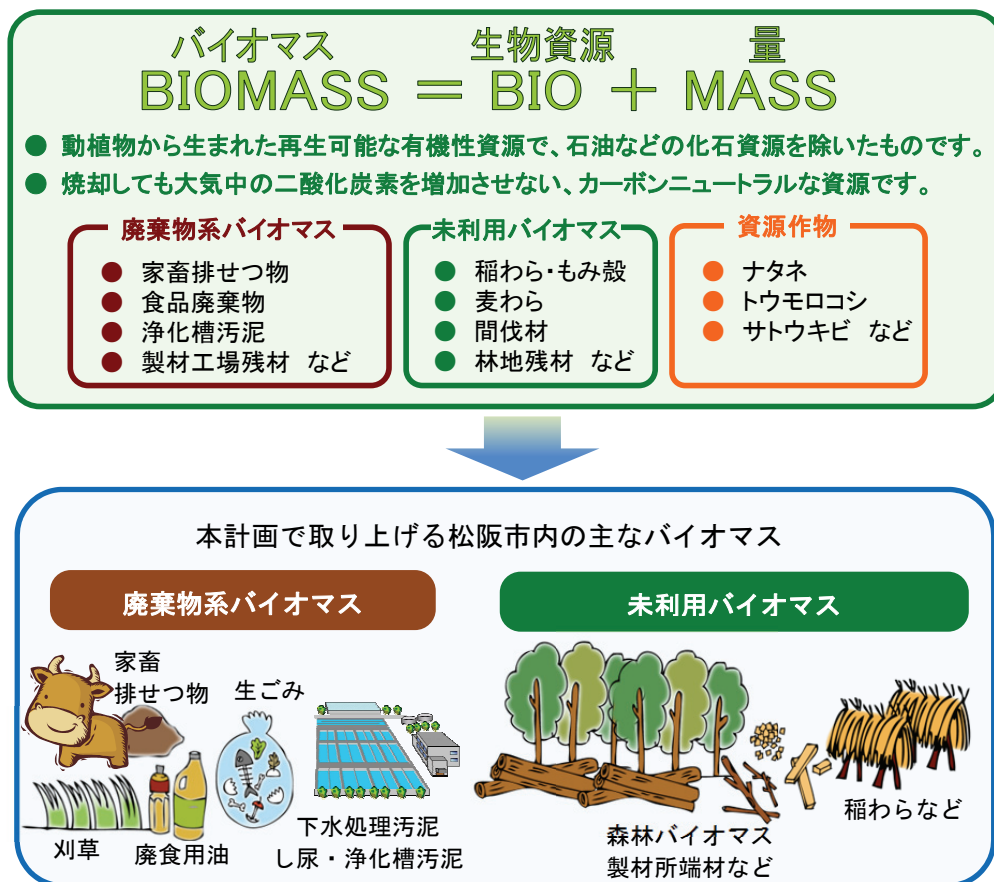 バイオマス 生物資源 量
BIOMASS = BIO + MASS
● 動植物から生まれた再生可能な有機性資源で、石油などの化石資源を除いたものです。
● 焼却しても大気中の二酸化炭素を増加させない、カーボンニュートラルな資源です。
廃棄物系バイオマス
● 家畜排せつ物
● 食品廃棄物
● 浄化槽汚泥
● 製材工場残材 など
未利用バイオマス
● 稲わら・もみ殻
● 麦わら
● 間伐材
● 林地残材 など
資源作物
● ナタネ
● トウモロコシ
● サトウキビ など
本計画で取り上げる松阪市内の主なバイオマス
廃棄物系バイオマス
家畜
排せつ物
生ごみ
刈草
廃食用油
下水処理汚泥
し尿・浄化槽汚泥
未利用バイオマス
森林バイオマス
製材所端材など
稲わらなど